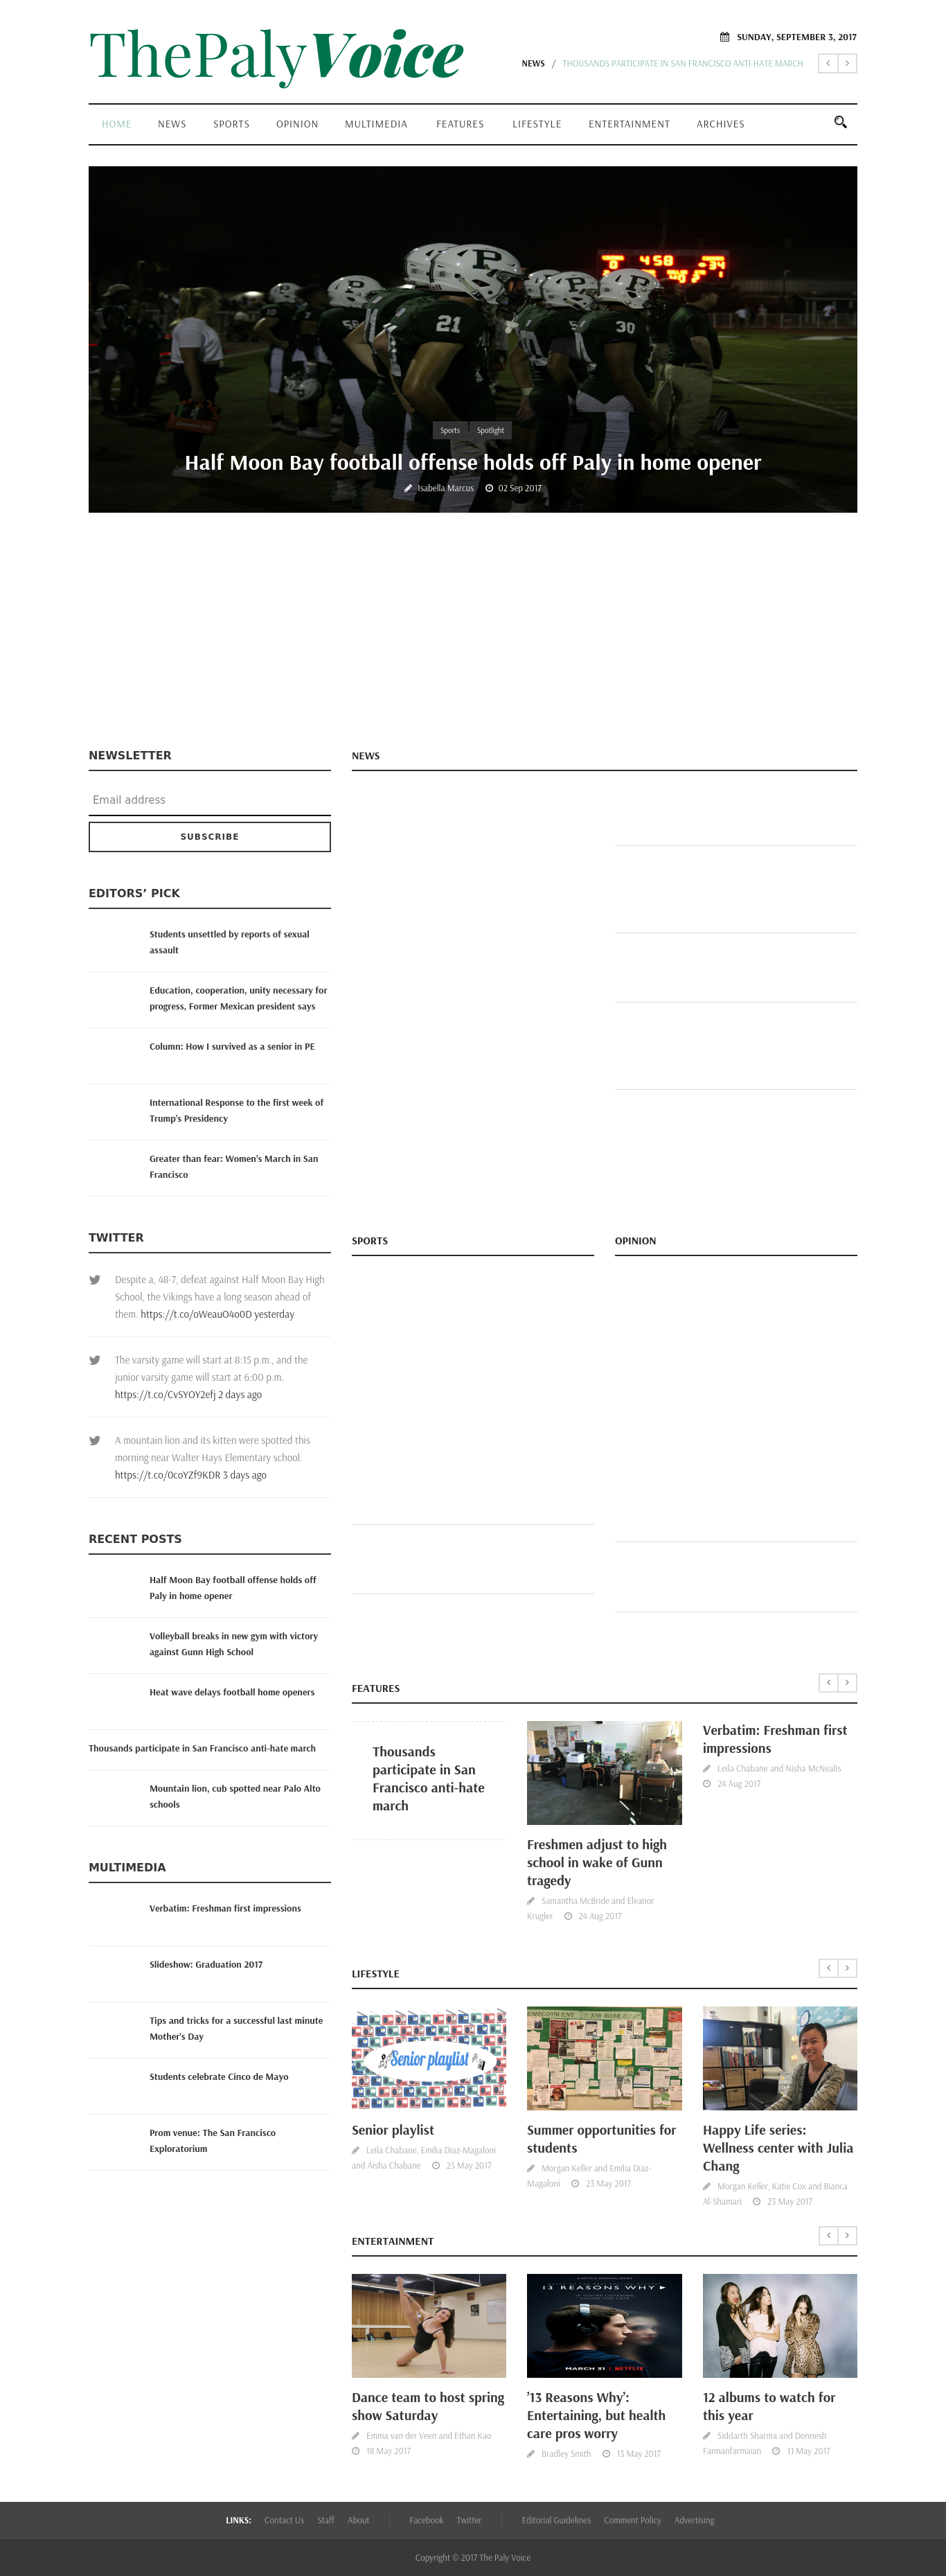 ThePalyVoice
SUNDAY, SEPTEMBER 3, 2017
NEWS / THOUSANDS PARTICIPATE IN SAN FRANCISCO ANTI-HATE MARCH
HOME NEWS SPORTS OPINION MULTIMEDIA FEATURES LIFESTYLE ENTERTAINMENT ARCHIVES
4 58
21
30
Sports Spotlight
Half Moon Bay football offense holds off Paly in home opener
Isabella Marcus 02 Sep 2017
NEWSLETTER
Email address
SUBSCRIBE
EDITORS’ PICK
Students unsettled by reports of sexual
assault
Education, cooperation, unity necessary for
progress, Former Mexican president says
Column: How I survived as a senior in PE
International Response to the first week of
Trump’s Presidency
Greater than fear: Women’s March in San
Francisco
TWITTER
Despite a, 48-7, defeat against Half Moon Bay High
School, the Vikings have a long season ahead of
them. https://t.co/oWeauO4o0D yesterday
The varsity game will start at 8:15 p.m., and the
junior varsity game will start at 6:00 p.m.
https://t.co/CvSYOY2efj 2 days ago
A mountain lion and its kitten were spotted this
morning near Walter Hays Elementary school.
https://t.co/0coYZf9KDR 3 days ago
RECENT POSTS
Half Moon Bay football offense holds off
Paly in home opener
Volleyball breaks in new gym with victory
against Gunn High School
Heat wave delays football home openers
Thousands participate in San Francisco anti-hate march
Mountain lion, cub spotted near Palo Alto
schools
MULTIMEDIA
Verbatim: Freshman first impressions
Slideshow: Graduation 2017
Tips and tricks for a successful last minute
Mother’s Day
Students celebrate Cinco de Mayo
Prom venue: The San Francisco
Exploratorium
NEWS
SPORTS
OPINION
FEATURES
Thousands
participate in San
Francisco anti-hate
march
Freshmen adjust to high
school in wake of Gunn
tragedy
Samantha McBride and Eleanor
Krugler 24 Aug 2017
Verbatim: Freshman first
impressions
Leila Chabane and Nisha McNealis
24 Aug 2017
LIFESTYLE
Senior playlist
Senior playlist
Leila Chabane, Emilia Diaz-Magaloni
and Aisha Chabane 25 May 2017
EMPLOYMENT JOB BOARD
Summer opportunities for
students
Morgan Keller and Emilia Diaz-
Magaloni 23 May 2017
Happy Life series:
Wellness center with Julia
Chang
Morgan Keller, Katie Cox and Bianca
Al-Shamari 23 May 2017
ENTERTAINMENT
Dance team to host spring
show Saturday
Emma van der Veen and Ethan Kao
18 May 2017
13 REASONS WHY
MARCH 31 | NETFLIX
’13 Reasons Why’:
Entertaining, but health
care pros worry
Bradley Smith 13 May 2017
12 albums to watch for
this year
Siddarth Sharma and Donnesh
Farmanfarmaian 11 May 2017
LINKS: Contact Us Staff About | Facebook Twitter | Editorial Guidelines Comment Policy Advertising
Copyright © 2017 The Paly Voice